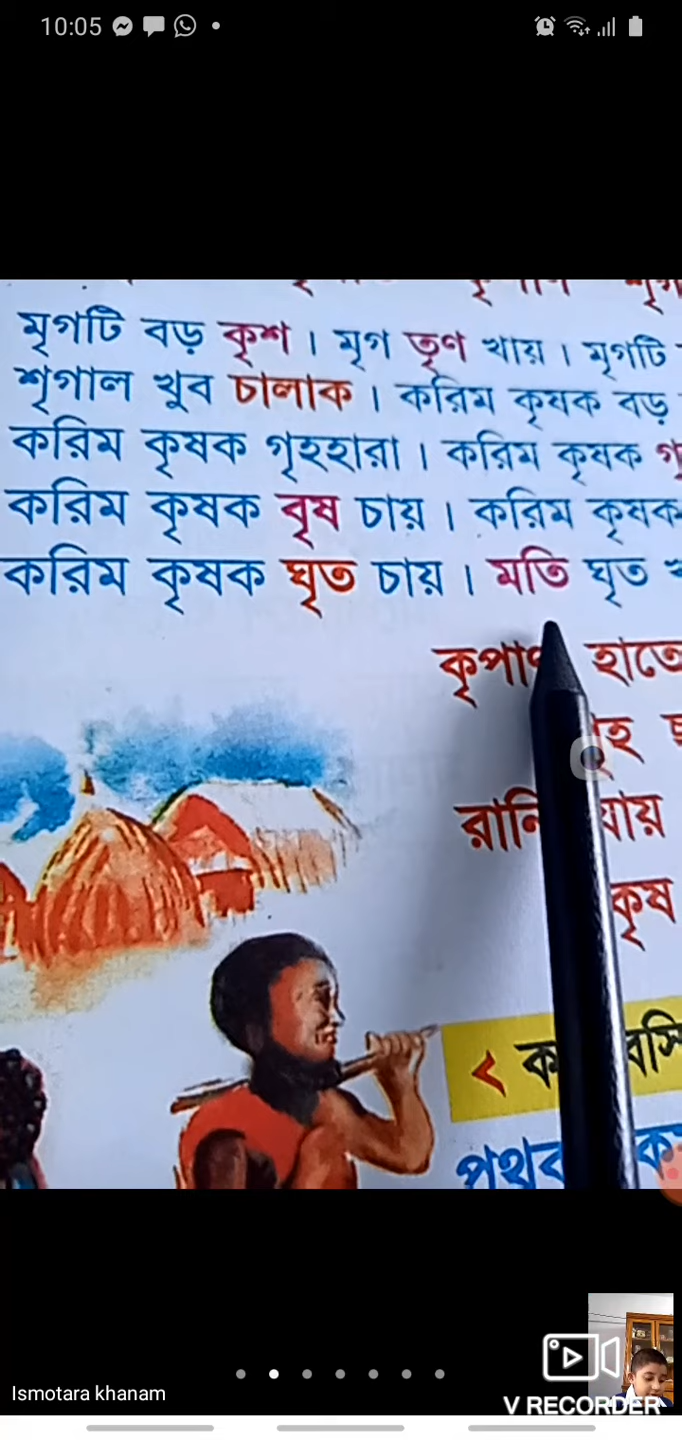 10:05
মৃগটি বড় কৃশ । মৃগ তৃণ খায় । মৃগটি
শৃগাল খুব চালাক । করিম কৃষক বড়
করিম কৃষক গৃহহারা । করিম কৃষক গৃ
করিম কৃষক বৃষ চায় । করিম কৃষক
করিম কৃষক ঘৃত চায় । মতি ঘৃত
হাতে
রানি যায়
কৃষ
Ismotara khanam
V RECORDER